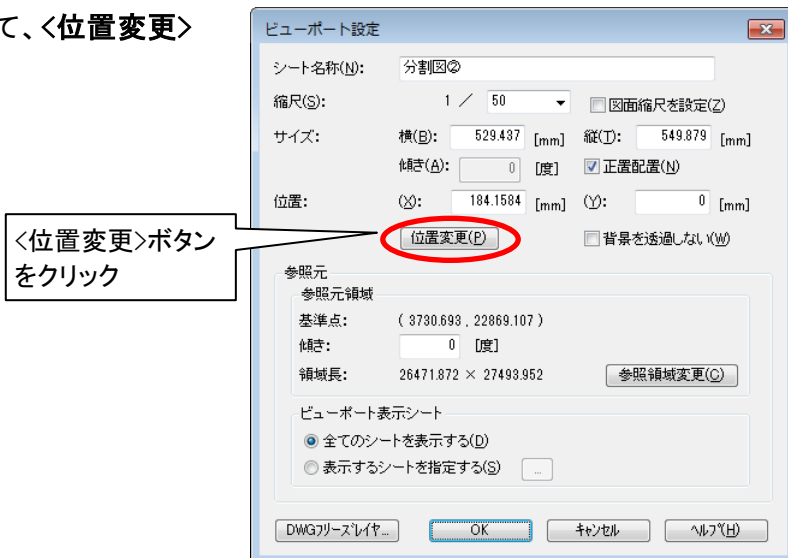 て、<位置変更>
ビューポート設定
シート名称(N): 分割図②
縮尺(S): 1 / 50 図面縮尺を設定(Z)
サイズ: 横(B): 529.437 [mm] 縦(T): 549.879 [mm]
傾き(A): 0 [度] 正置配置(N)
位置: (X): 184.1584 [mm] (Y): 0 [mm]
位置変更(P) 背景を透過しない(W)
<位置変更>ボタン
をクリック
参照元
参照元領域
基準点: ( 3730.693 , 22869.107 )
傾き: 0 [度]
領域長: 26471.872 × 27493.952 参照領域変更(C)
ビューポート表示シート
全てのシートを表示する(D)
表示するシートを指定する(S) ...
DWGフリーズレイヤ... OK キャンセル ヘルプ(H)